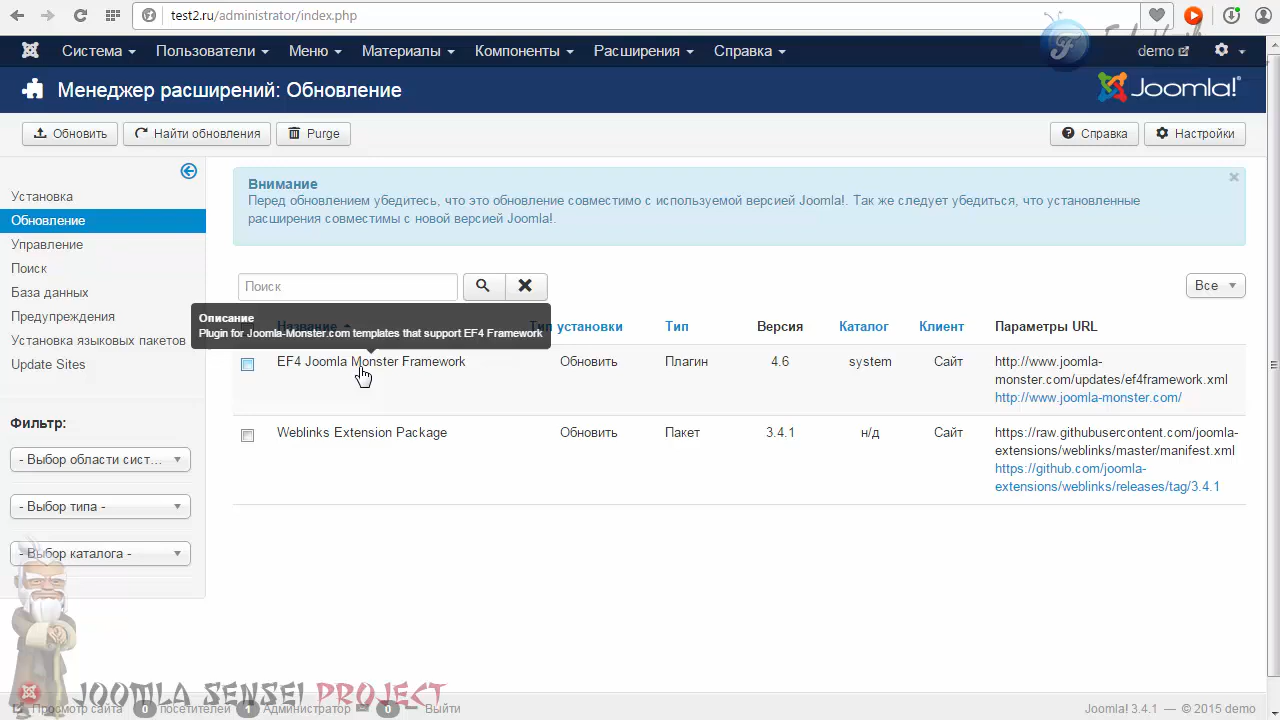 test2.ru/administrator/index.php
Система Пользователи Меню Материалы Компоненты Расширения Справка demo
Менеджер расширений: Обновление
Joomla!
Обновить Найти обновления Purge Справка Настройки
Установка
Обновление
Управление
Поиск
База данных
Предупреждения
Установка языковых пакетов
Update Sites
Фильтр:
- Выбор области сист...
- Выбор типа -
- Выбор каталога -
Внимание
Перед обновлением убедитесь, что это обновление совместимо с используемой версией Joomla!. Так же следует убедиться, что установленные
расширения совместимы с новой версией Joomla!.
Поиск
Все
Описание
Plugin for Joomla-Monster.com templates that support EF4 Framework
Название Тип установки Тип Версия Каталог Клиент Параметры URL
EF4 Joomla Monster Framework Обновить Плагин 4.6 system Сайт http://www.joomla-
monster.com/updates/ef4framework.xml
http://www.joomla-monster.com/
Weblinks Extension Package Обновить Пакет 3.4.1 н/д Сайт https://raw.githubusercontent.com/joomla-
extensions/weblinks/master/manifest.xml
https://github.com/joomla-
extensions/weblinks/releases/tag/3.4.1
JOOMLA SENSEI PROJECT
Просмотр сайта 0 посетителей 1 Администратор 0 Выйти
Joomla! 3.4.1 — © 2015 demo